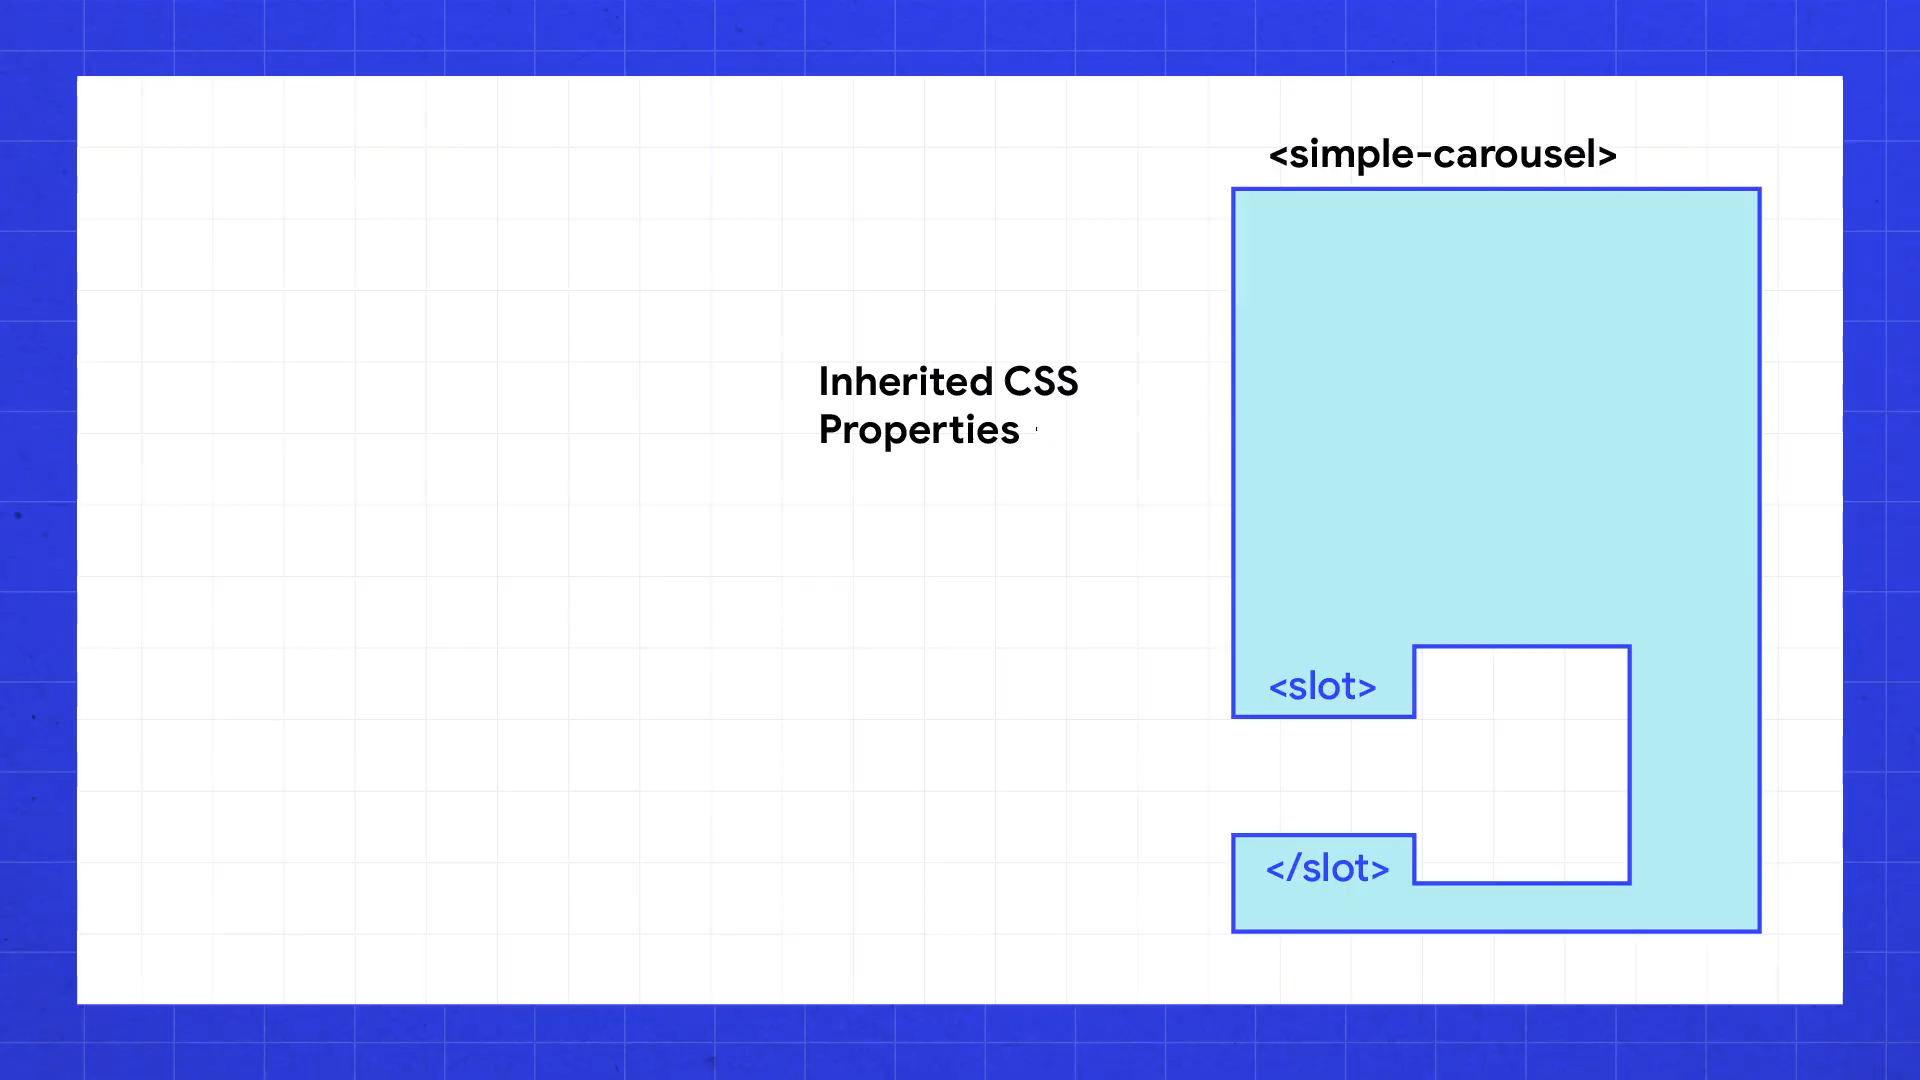 <simple-carousel>
Inherited CSS
Properties
<slot>
</slot>